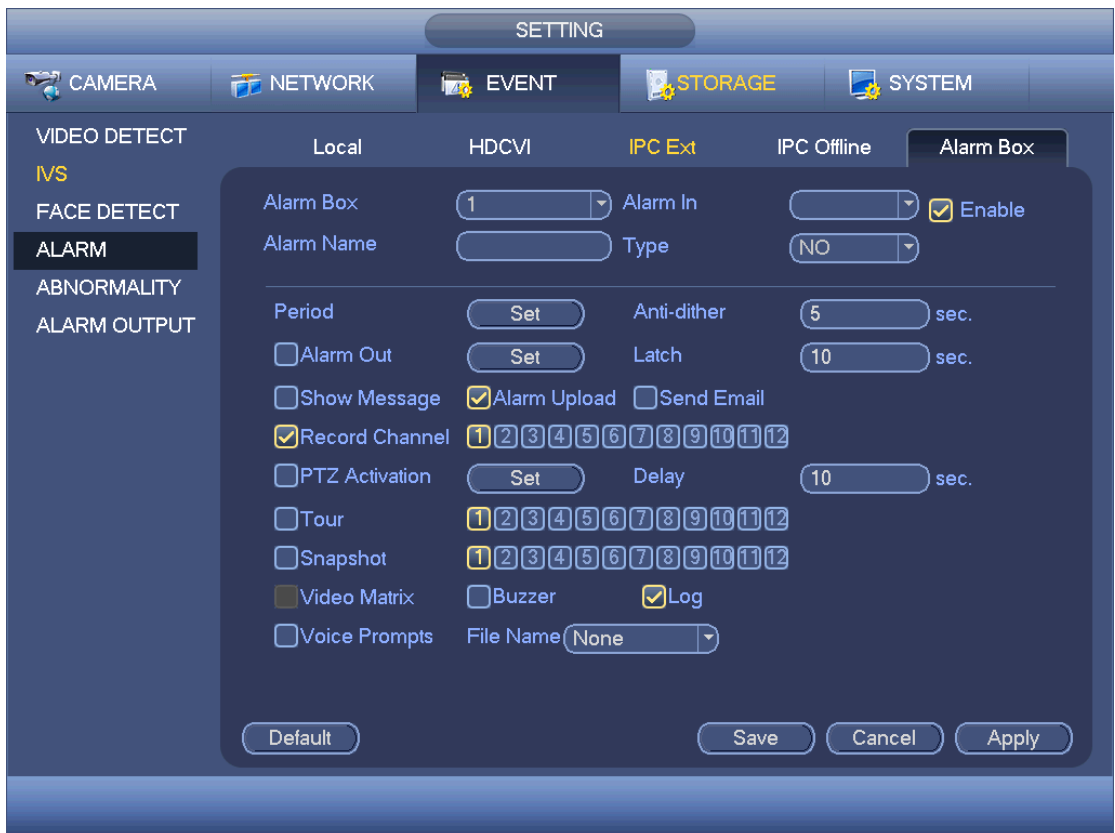 SETTING
CAMERA NETWORK EVENT STORAGE SYSTEM
VIDEO DETECT
IVS
FACE DETECT
ALARM
ABNORMALITY
ALARM OUTPUT
Local HDCVI IPC Ext IPC Offline Alarm Box
Alarm Box 1 Alarm In Enable
Alarm Name Type NO
Period Set Anti-dither 5 sec.
Alarm Out Set Latch 10 sec.
Show Message Alarm Upload Send Email
Record Channel 1 2 3 4 5 6 7 8 9 10 11 12
PTZ Activation Set Delay 10 sec.
Tour 1 2 3 4 5 6 7 8 9 10 11 12
Snapshot 1 2 3 4 5 6 7 8 9 10 11 12
Video Matrix Buzzer Log
Voice Prompts File Name None
Default Save Cancel Apply